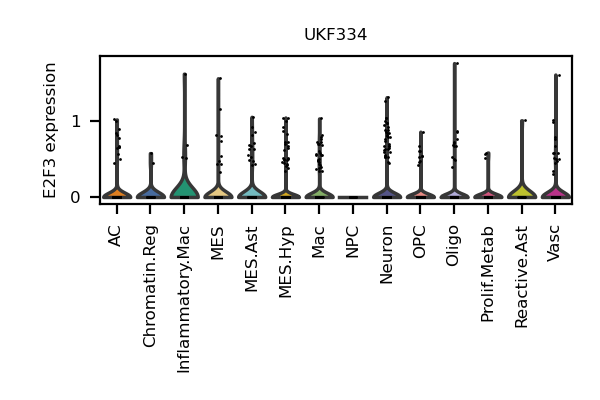 UKF334
E2F3 expression
1
0
AC
Chromatin.Reg
Inflammatory.Mac
MES
MES.Ast
MES.Hyp
Mac
NPC
Neuron
OPC
Oligo
Prolif.Metab
Reactive.Ast
Vasc